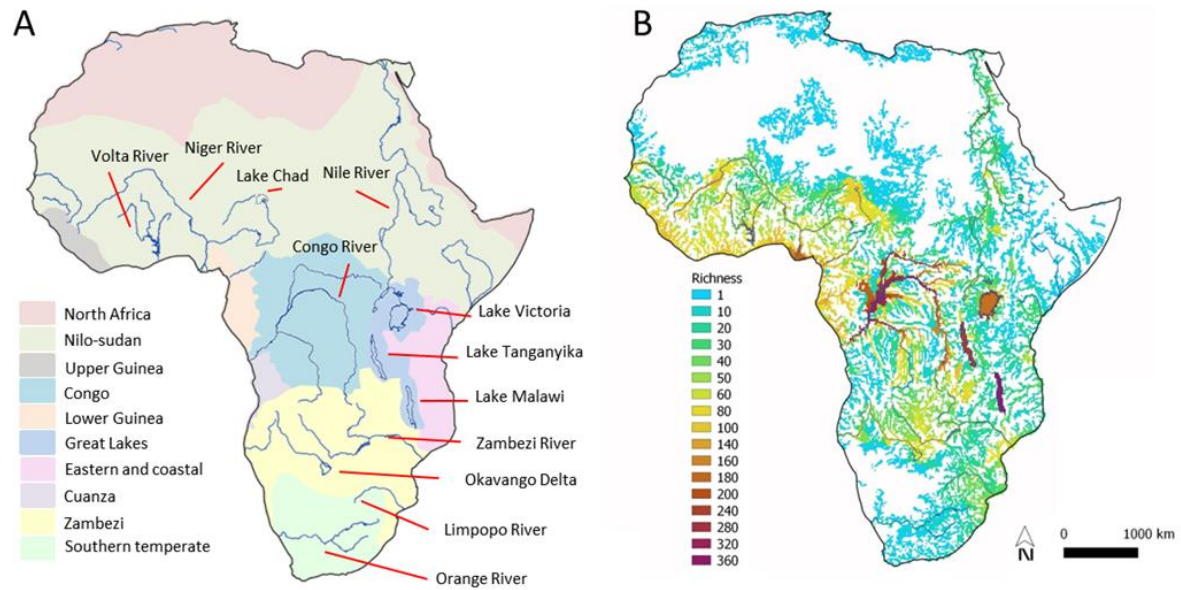 A
Volta River
Niger River
Lake Chad
Nile River
Congo River
Lake Victoria
Lake Tanganyika
Lake Malawi
Zambezi River
Okavango Delta
Limpopo River
Orange River
North Africa
Nilo-sudan
Upper Guinea
Congo
Lower Guinea
Great Lakes
Eastern and coastal
Cuanza
Zambezi
Southern temperate
B
Richness
1
10
20
30
40
50
60
80
100
140
160
180
200
240
280
320
360
N
0 1000 km